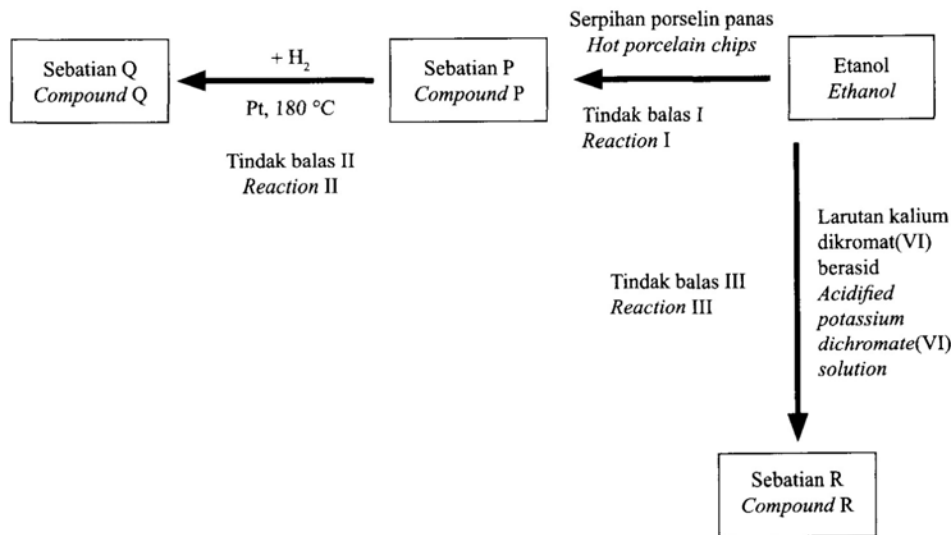 Serpihan porselin panas
Hot porcelain chips
Sebatian Q
Compound Q
+ H₂
Pt, 180 °C
Sebatian P
Compound P
Etanol
Ethanol
Tindak balas I
Reaction I
Tindak balas II
Reaction II
Larutan kalium
dikromat(VI)
berasid
Acidified
potassium
dichromate(VI)
solution
Tindak balas III
Reaction III
Sebatian R
Compound R